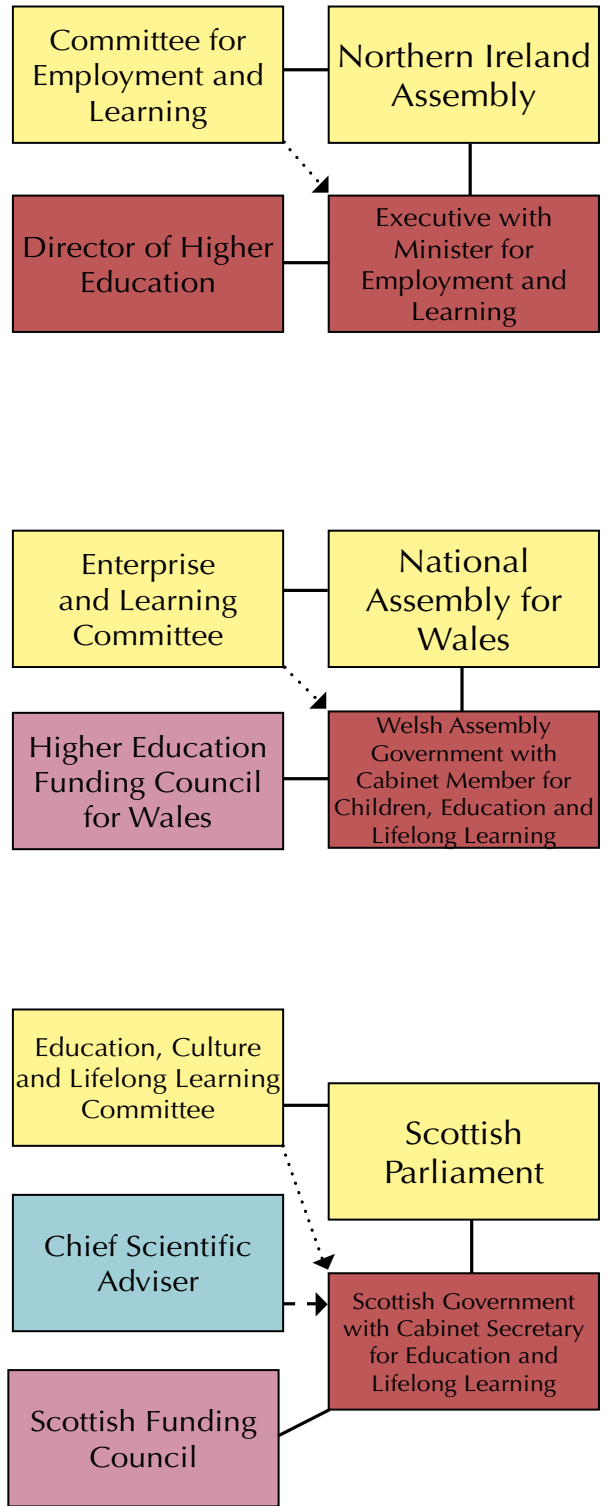 Committee for
Employment and
Learning
Northern Ireland
Assembly
Director of Higher
Education
Executive with
Minister for
Employment and
Learning
Enterprise
and Learning
Committee
National
Assembly for
Wales
Higher Education
Funding Council
for Wales
Welsh Assembly
Government with
Cabinet Member for
Children, Education and
Lifelong Learning
Education, Culture
and Lifelong Learning
Committee
Scottish
Parliament
Chief Scientific
Adviser
Scottish Government
with Cabinet Secretary
for Education and
Lifelong Learning
Scottish Funding
Council